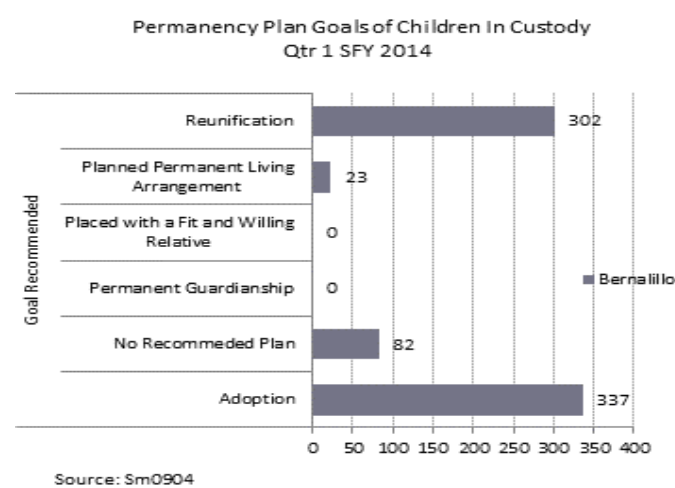 Permanency Plan Goals of Children In Custody
Qtr 1 SFY 2014
Goal Recommended
Reunification
302
Planned Permanent Living
Arrangement
23
Placed with a Fit and Willing
Relative
0
Permanent Guardianship
0
No Recommeded Plan
82
Adoption
337
Bernalillo
0 50 100 150 200 250 300 350 400
Source: Sm0904